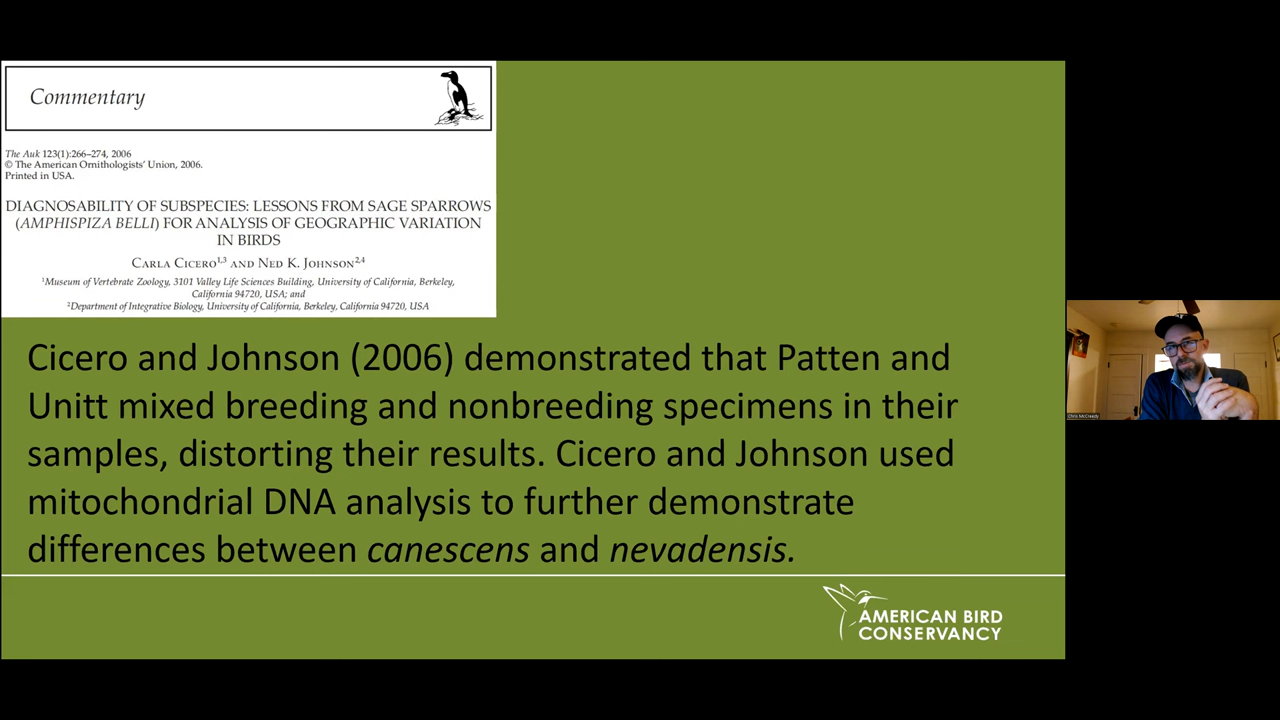 Commentary
The Auk 123(1):266–274, 2006
© The American Ornithologists' Union, 2006.
Printed in USA.
DIAGNOSABILITY OF SUBSPECIES: LESSONS FROM SAGE SPARROWS
(AMPHISPIZA BELLI) FOR ANALYSIS OF GEOGRAPHIC VARIATION
IN BIRDS
Carla Cicero1,3 and Ned K. Johnson2,4
1Museum of Vertebrate Zoology, 3101 Valley Life Sciences Building, University of California, Berkeley,
California 94720, USA; and
2Department of Integrative Biology, University of California, Berkeley, California 94720, USA
Cicero and Johnson (2006) demonstrated that Patten and
Unitt mixed breeding and nonbreeding specimens in their
samples, distorting their results. Cicero and Johnson used
mitochondrial DNA analysis to further demonstrate
differences between canescens and nevadensis.
AMERICAN BIRD
CONSERVANCY
Chris McCreedy